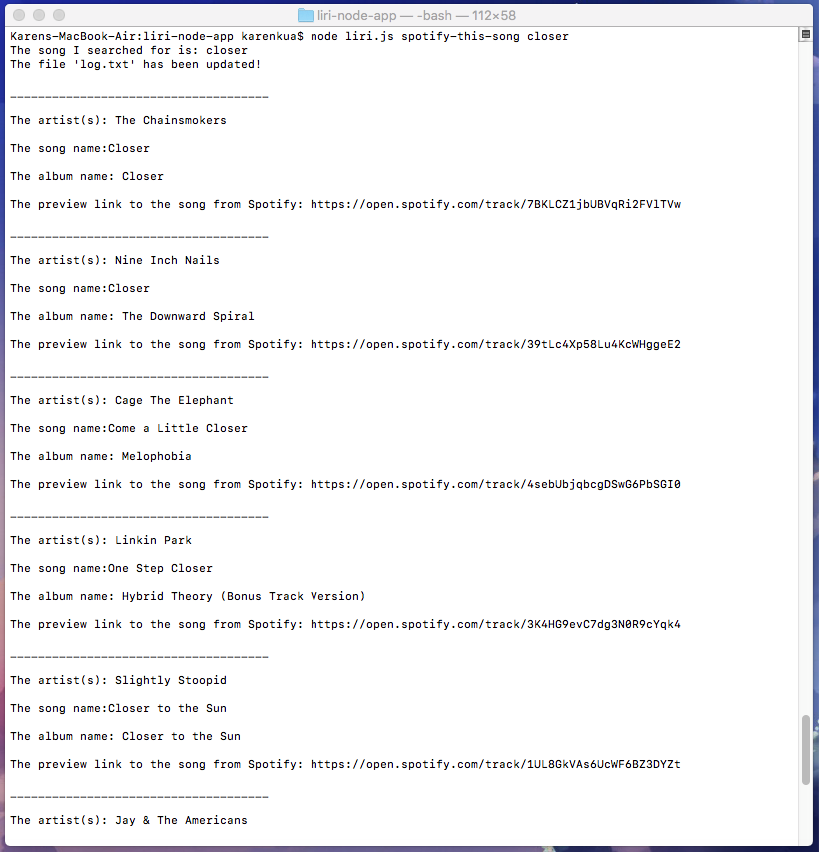 liri-node-app — -bash — 112×58
Karens-MacBook-Air:liri-node-app karenkua$ node liri.js spotify-this-song closer
The song I searched for is: closer
The file 'log.txt' has been updated!
_____________________________________
The artist(s): The Chainsmokers
The song name:Closer
The album name: Closer
The preview link to the song from Spotify: https://open.spotify.com/track/7BKLCZ1jbUBVqRi2FVlTVw
_____________________________________
The artist(s): Nine Inch Nails
The song name:Closer
The album name: The Downward Spiral
The preview link to the song from Spotify: https://open.spotify.com/track/39tLc4Xp58Lu4KcWHggeE2
_____________________________________
The artist(s): Cage The Elephant
The song name:Come a Little Closer
The album name: Melophobia
The preview link to the song from Spotify: https://open.spotify.com/track/4sebUbjqbcgDSwG6PbSGI0
_____________________________________
The artist(s): Linkin Park
The song name:One Step Closer
The album name: Hybrid Theory (Bonus Track Version)
The preview link to the song from Spotify: https://open.spotify.com/track/3K4HG9evC7dg3N0R9cYqk4
_____________________________________
The artist(s): Slightly Stoopid
The song name:Closer to the Sun
The album name: Closer to the Sun
The preview link to the song from Spotify: https://open.spotify.com/track/1UL8GkVAs6UcWF6BZ3DYZt
_____________________________________
The artist(s): Jay & The Americans